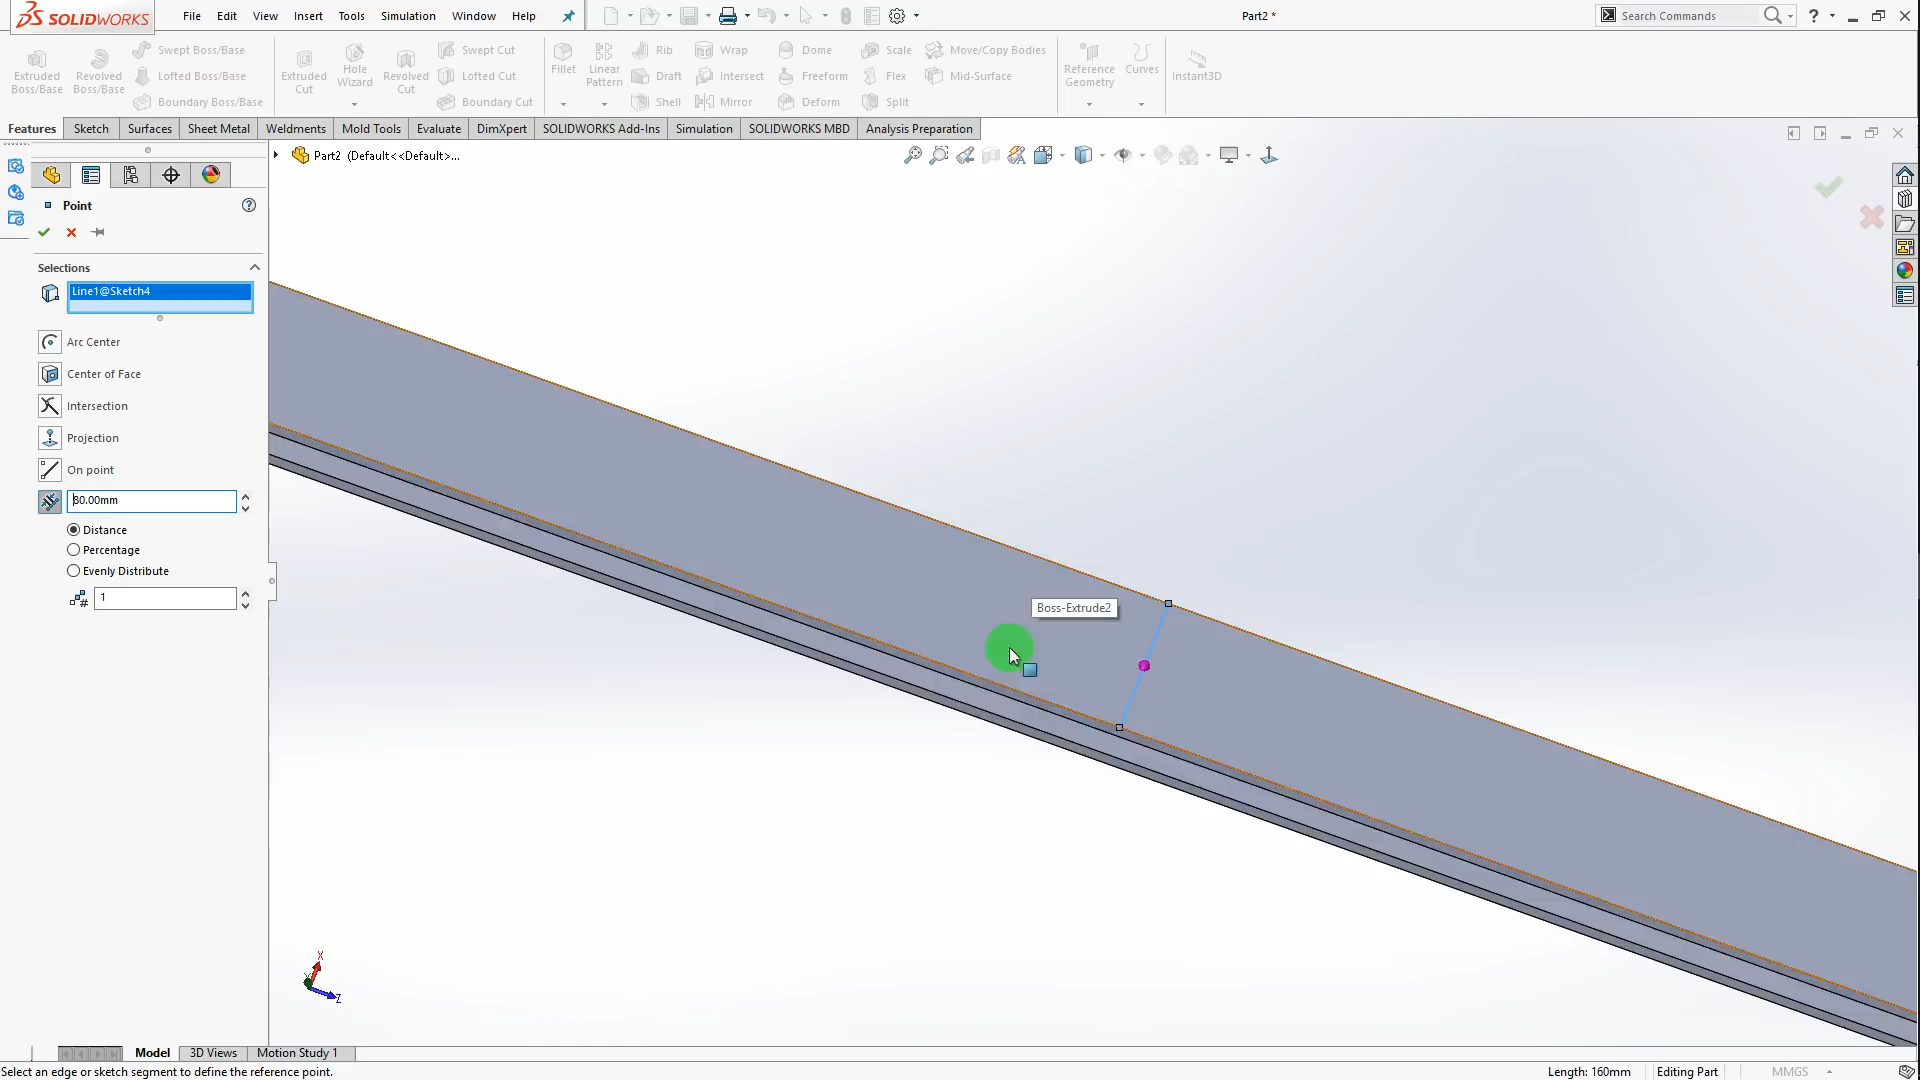 SOLIDWORKS
File Edit View Insert Tools Simulation Window Help
Part2 *
Search Commands
?
Extruded Boss/Base
Revolved Boss/Base
Swept Boss/Base
Lofted Boss/Base
Boundary Boss/Base
Extruded Cut
Hole Wizard
Revolved Cut
Swept Cut
Lofted Cut
Boundary Cut
Fillet
Linear Pattern
Rib
Draft
Shell
Wrap
Intersect
Mirror
Dome
Freeform
Deform
Scale
Flex
Split
Move/Copy Bodies
Mid-Surface
Reference Geometry
Curves
Instant3D
Features Sketch Surfaces Sheet Metal Weldments Mold Tools Evaluate DimXpert SOLIDWORKS Add-Ins Simulation SOLIDWORKS MBD Analysis Preparation
Part2 (Default<<Default>...
Point
Selections
Line1@Sketch4
Arc Center
Center of Face
Intersection
Projection
On point
80.00mm
Distance
Percentage
Evenly Distribute
1
Boss-Extrude2
X
Y
Z
Model 3D Views Motion Study 1
Select an edge or sketch segment to define the reference point.
Length: 160mm Editing Part MMGS